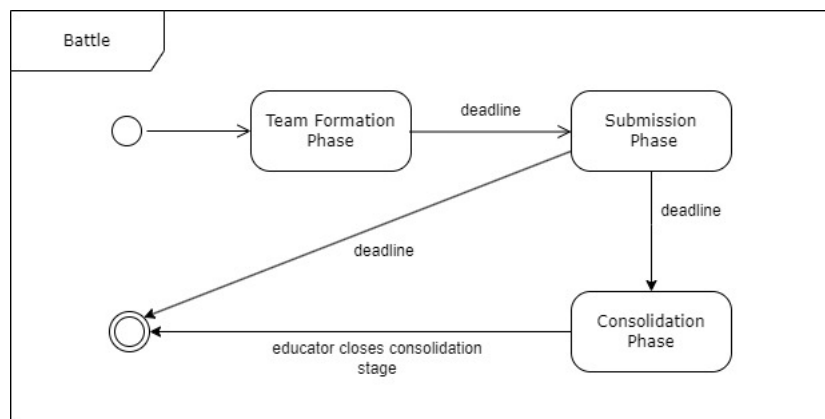 Battle
Team Formation
Phase
deadline
Submission
Phase
deadline
deadline
Consolidation
Phase
educator closes consolidation
stage